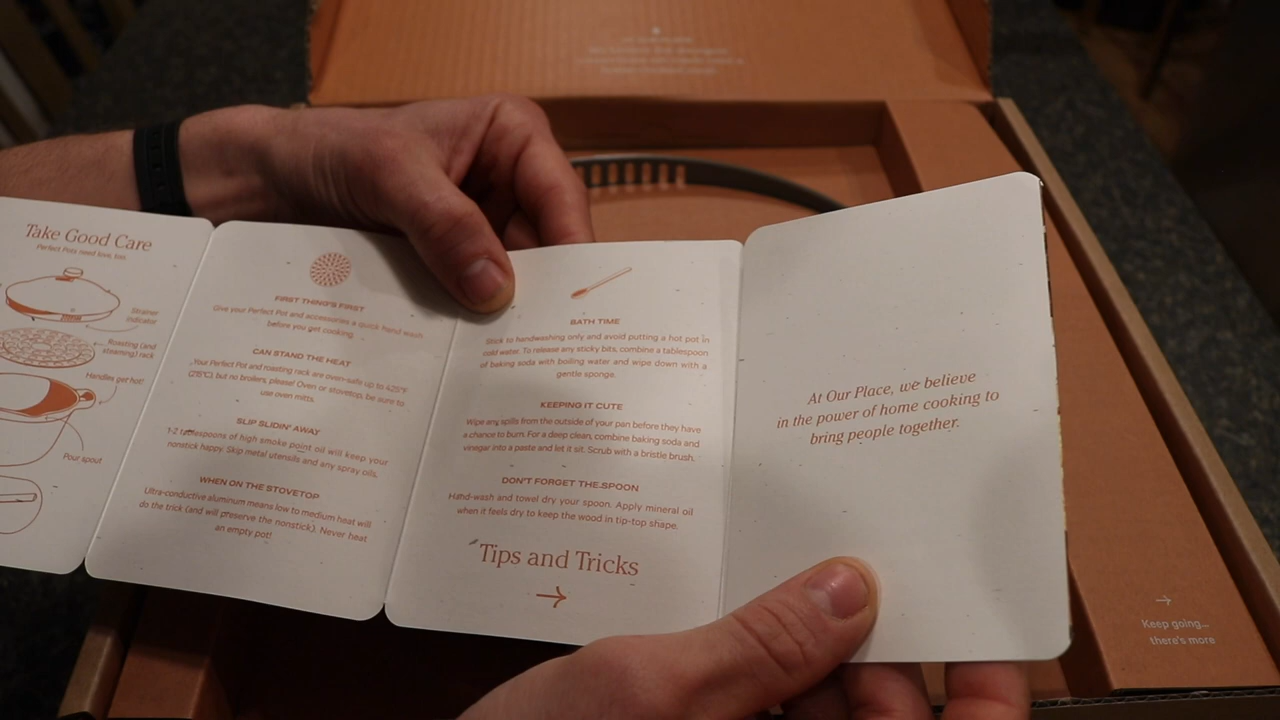 Take Good Care
Perfect Pots need love, too.
Strainer
indicator
Roasting (and
steaming) rack
Handles get hot!
Pour spout
FIRST THING'S FIRST
Give your Perfect Pot and accessories a quick hand wash
before you get cooking.
CAN STAND THE HEAT
Your Perfect Pot and roasting rack are oven-safe up to 425°F
(215°C), but no broilers, please! Oven or stovetop, be sure to
use oven mitts.
SLIP SLIDIN' AWAY
1-2 tablespoons of high smoke point oil will keep your
nonstick happy. Skip metal utensils and any spray oils.
WHEN ON THE STOVETOP
Ultra-conductive aluminum means low to medium heat will
do the trick (and will preserve the nonstick). Never heat
an empty pot!
BATH TIME
Stick to handwashing only and avoid putting a hot pot in
cold water. To release any sticky bits, combine a tablespoon
of baking soda with boiling water and wipe down with a
gentle sponge.
KEEPING IT CUTE
Wipe any spills from the outside of your pan before they have
a chance to burn. For a deep clean, combine baking soda and
vinegar into a paste and let it sit. Scrub with a bristle brush.
DON'T FORGET THE SPOON
Hand-wash and towel dry your spoon. Apply mineral oil
when it feels dry to keep the wood in tip-top shape.
Tips and Tricks
→
At Our Place, we believe
in the power of home cooking to
bring people together.
→
Keep going...
there's more